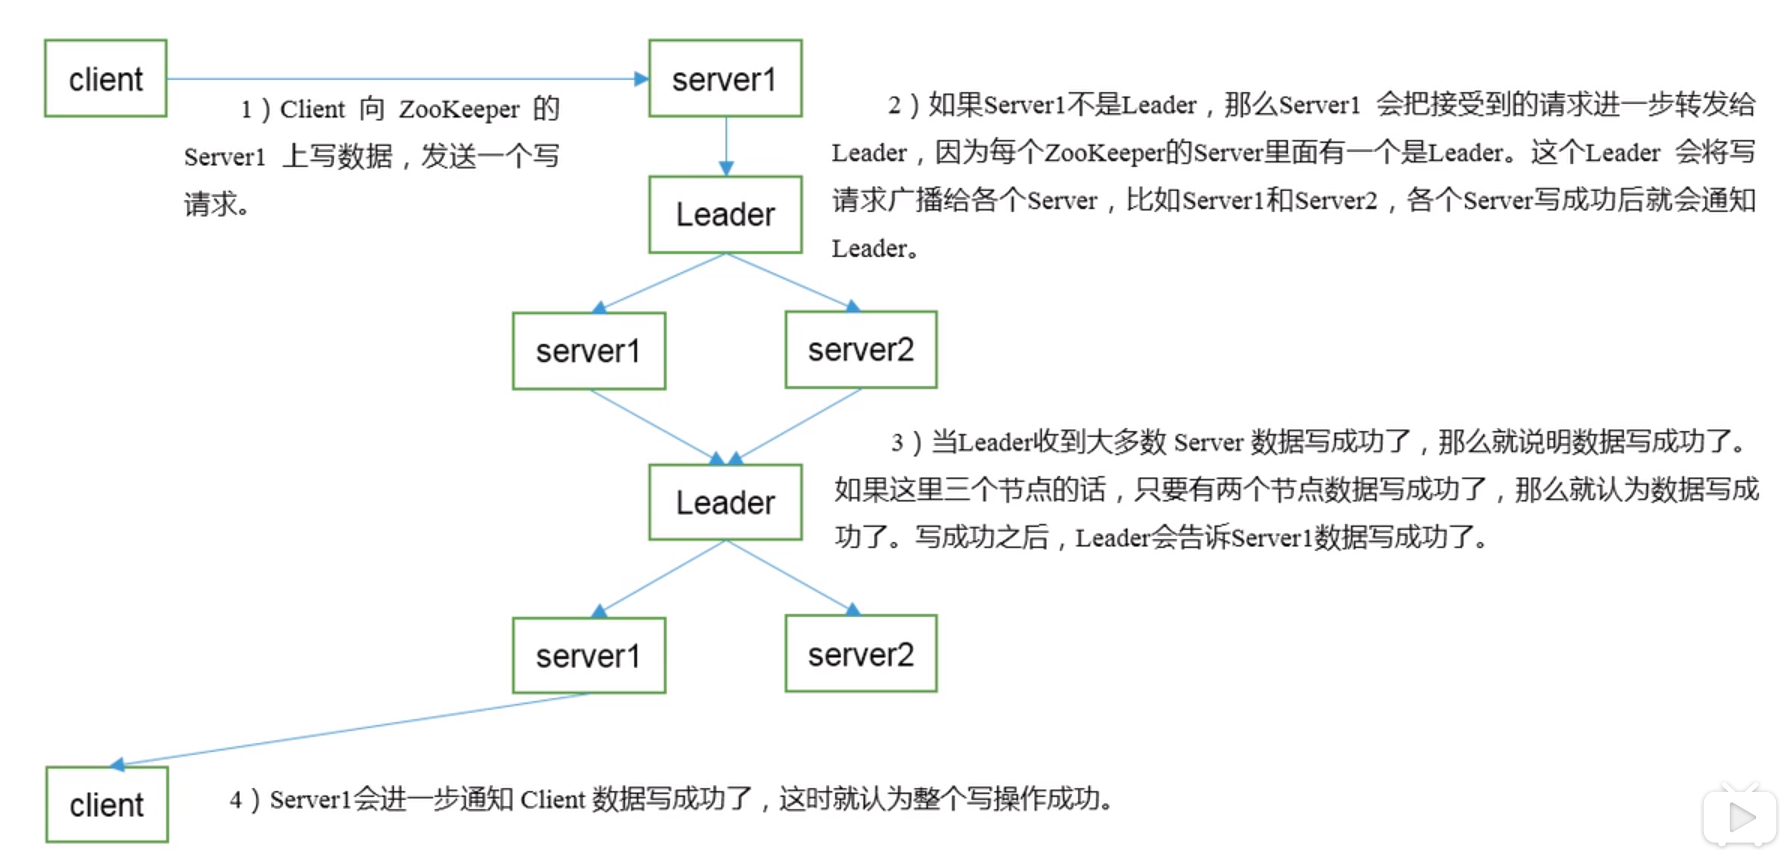 client
server1
1）Client 向 ZooKeeper 的
Server1 上写数据，发送一个写
请求。
2）如果Server1不是Leader，那么Server1 会把接受到的请求进一步转发给
Leader，因为每个ZooKeeper的Server里面有一个是Leader。这个Leader 会将写
请求广播给各个Server，比如Server1和Server2，各个Server写成功后就会通知
Leader。
Leader
server1
server2
3）当Leader收到大多数 Server 数据写成功了，那么就说明数据写成功了。
如果这里三个节点的话，只要有两个节点数据写成功了，那么就认为数据写成
功了。写成功之后，Leader会告诉Server1数据写成功了。
Leader
server1
server2
client
4）Server1会进一步通知 Client 数据写成功了，这时就认为整个写操作成功。